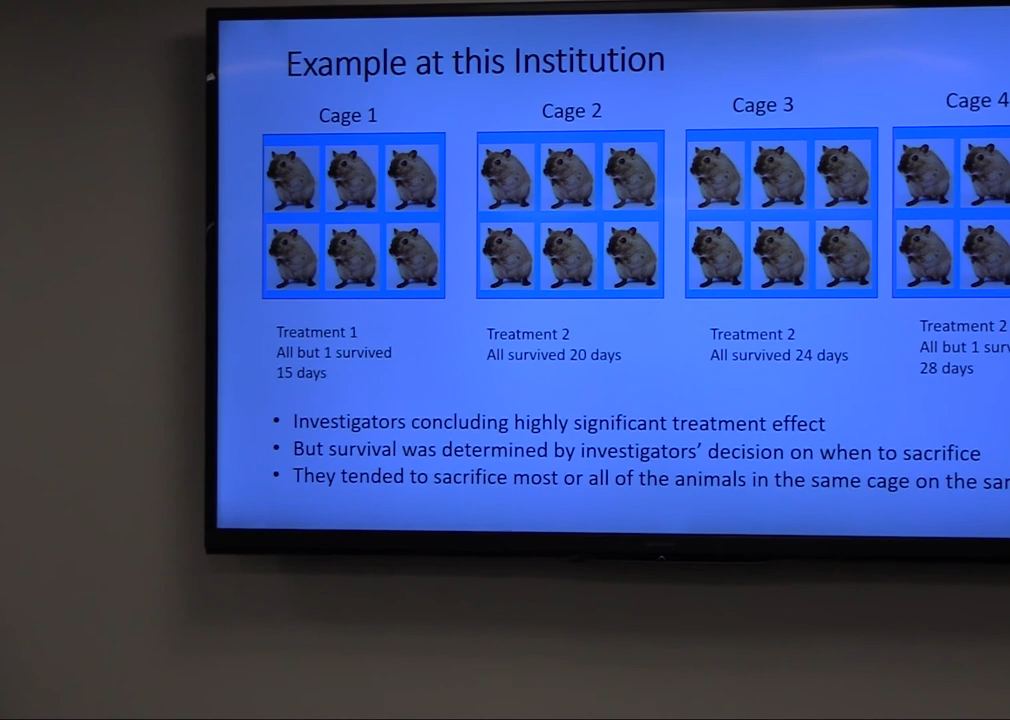 Example at this Institution
Cage 1
Cage 2
Cage 3
Cage 4
Treatment 1
All but 1 survived
15 days
Treatment 2
All survived 20 days
Treatment 2
All survived 24 days
Treatment 2
All but 1
28 days
• Investigators concluding highly significant treatment effect
• But survival was determined by investigators' decision on when to sacrifice
• They tended to sacrifice most or all of the animals in the same cage on the